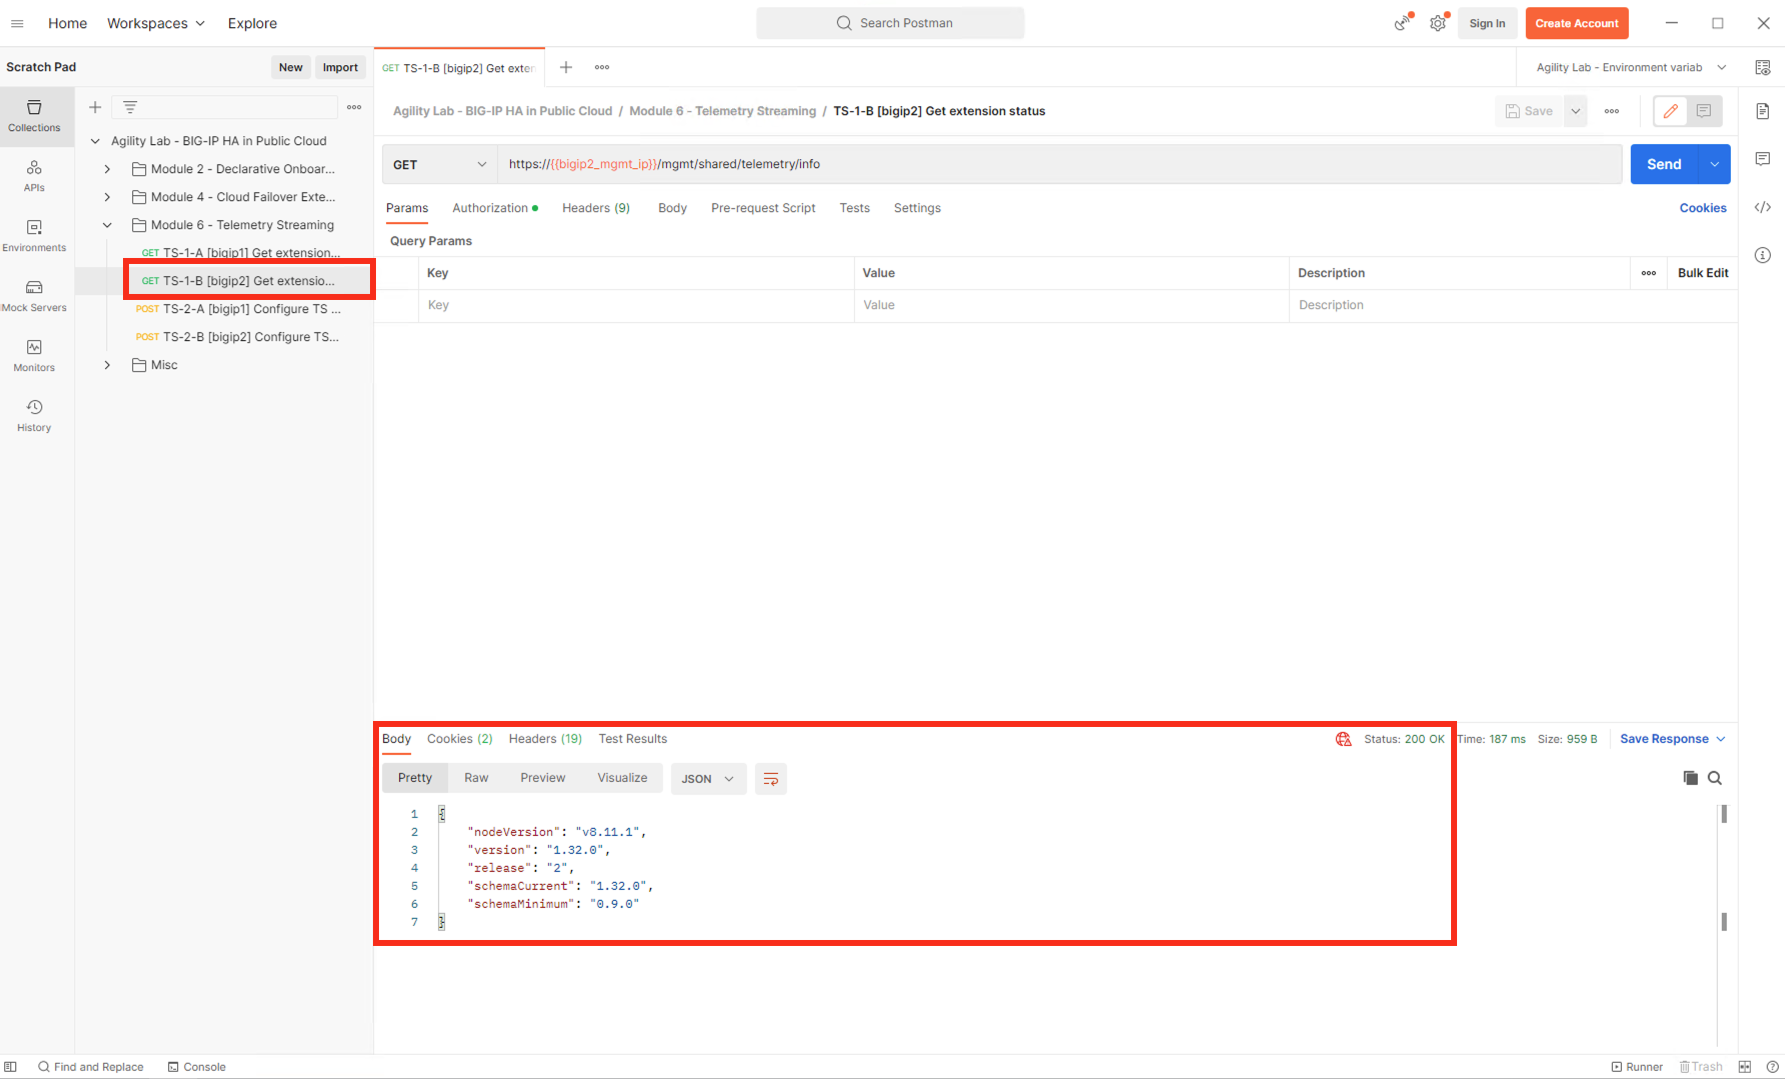 Home
Workspaces
Explore
Search Postman
Sign In
Create Account
Scratch Pad
New
Import
GET TS-1-B [bigip2] Get exten
Agility Lab - Environment variab
Collections
APIs
Environments
Mock Servers
Monitors
History
Agility Lab - BIG-IP HA in Public Cloud
Module 2 - Declarative Onboar...
Module 4 - Cloud Failover Exte...
Module 6 - Telemetry Streaming
GET TS-1-A [bigip1] Get extension...
GET TS-1-B [bigip2] Get extensio...
POST TS-2-A [bigip1] Configure TS ...
POST TS-2-B [bigip2] Configure TS...
Misc
Agility Lab - BIG-IP HA in Public Cloud / Module 6 - Telemetry Streaming / TS-1-B [bigip2] Get extension status
Save
GET
https://{{bigip2_mgmt_ip}}/mgmt/shared/telemetry/info
Send
Params
Authorization
Headers (9)
Body
Pre-request Script
Tests
Settings
Cookies
Query Params
Key
Value
Description
Bulk Edit
Key
Value
Description
Body
Cookies (2)
Headers (19)
Test Results
Status: 200 OK
Time: 187 ms
Size: 959 B
Save Response
Pretty
Raw
Preview
Visualize
JSON
1 {
2 "nodeVersion": "v8.11.1",
3 "version": "1.32.0",
4 "release": "2",
5 "schemaCurrent": "1.32.0",
6 "schemaMinimum": "0.9.0"
7 }
Find and Replace
Console
Runner
Trash